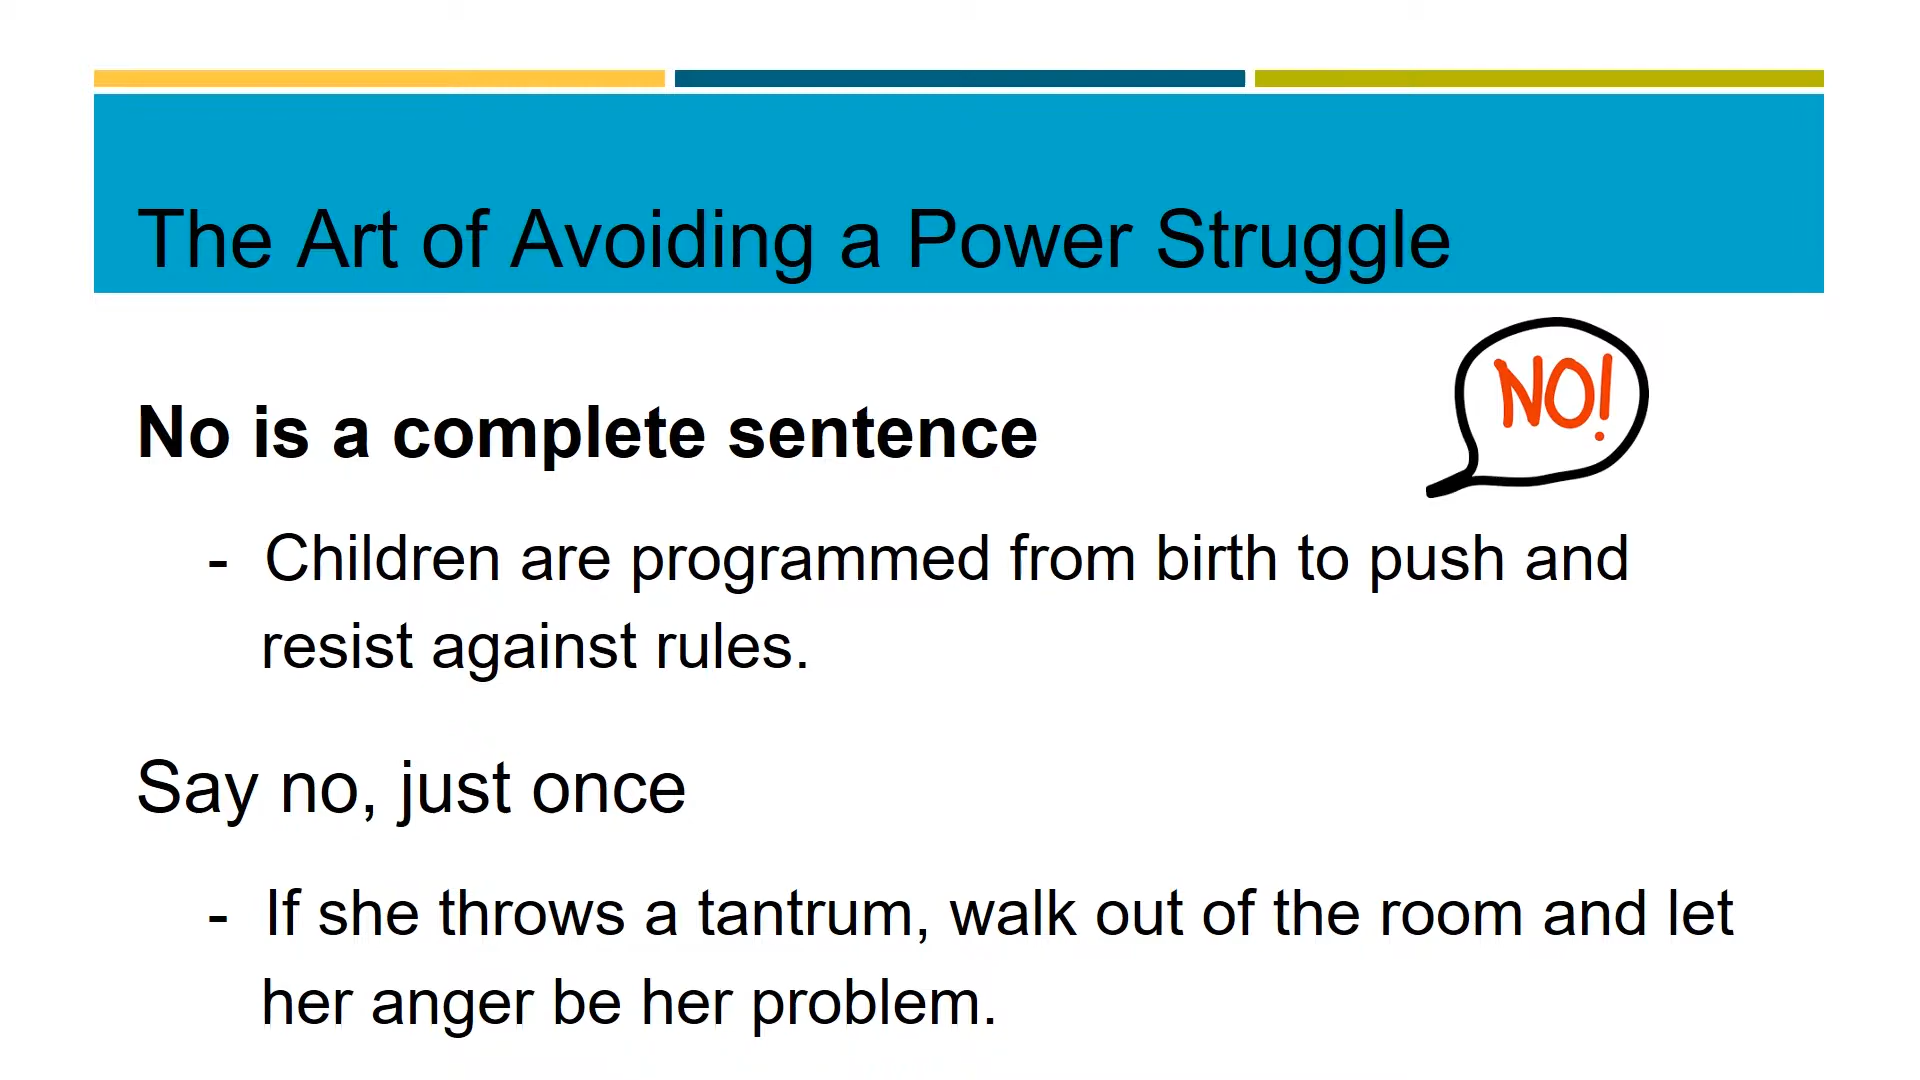 The Art of Avoiding a Power Struggle
NO!
No is a complete sentence
- Children are programmed from birth to push and
resist against rules.
Say no, just once
- If she throws a tantrum, walk out of the room and let
her anger be her problem.